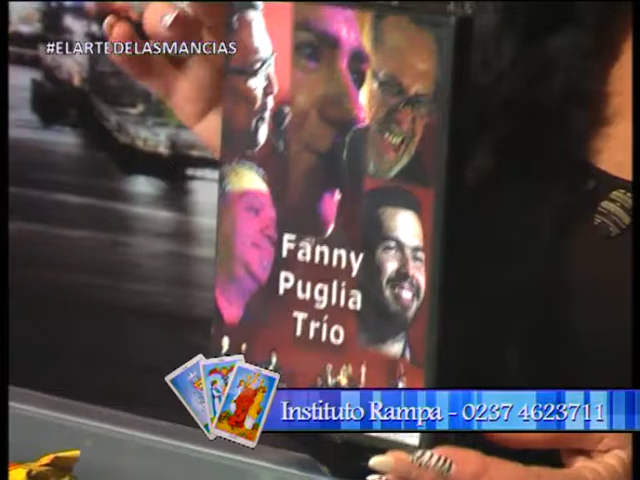 #ELARTEDELASMANCIAS
Fanny
Puglia
Trío
Instituto Rampa - 0237 4623711